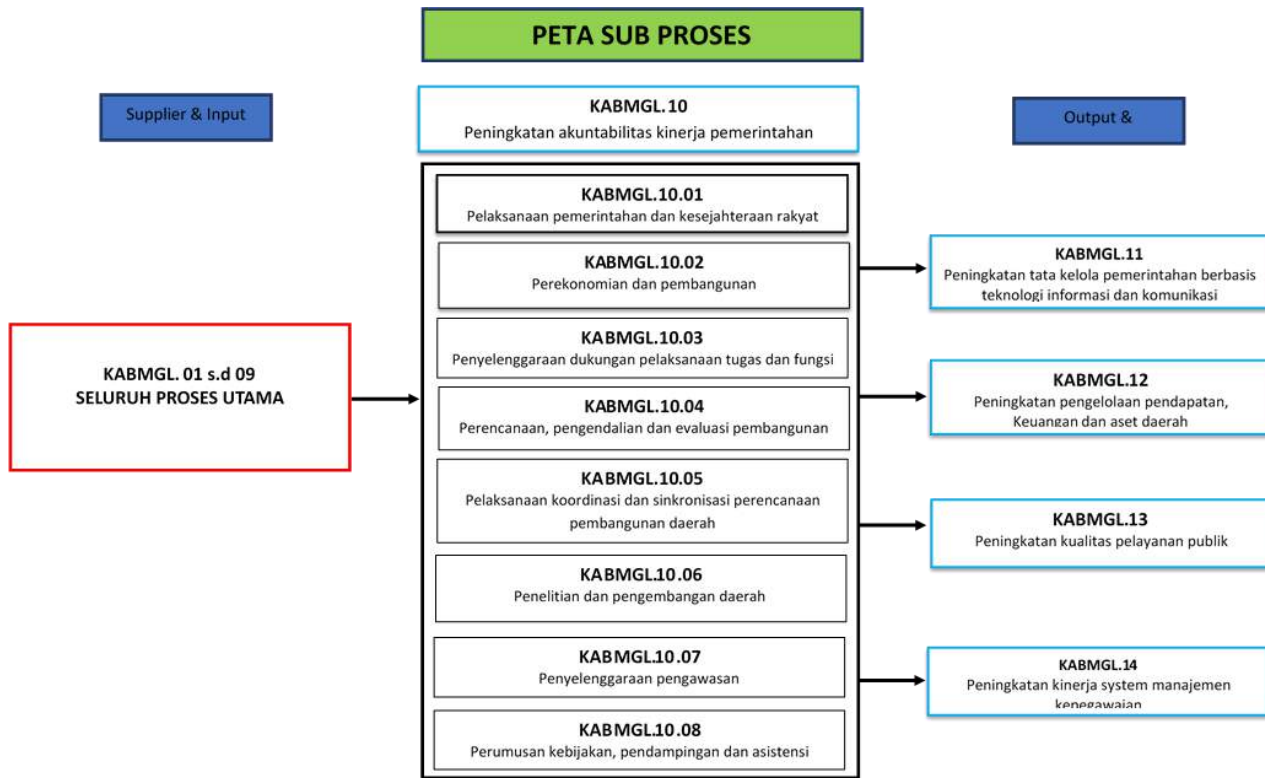 PETA SUB PROSES
Supplier & Input
KABMGL.10
Peningkatan akuntabilitas kinerja pemerintahan
Output &
KABMGL. 01 s.d 09
SELURUH PROSES UTAMA
KABMGL.10.01
Pelaksanaan pemerintahan dan kesejahteraan rakyat
KABMGL.10.02
Perekonomian dan pembangunan
KABMGL.10.03
Penyelenggaraan dukungan pelaksanaan tugas dan fungsi
KABMGL.10.04
Perencanaan, pengendalian dan evaluasi pembangunan
KABMGL.10.05
Pelaksanaan koordinasi dan sinkronisasi perencanaan
pembangunan daerah
KABMGL.10.06
Penelitian dan pengembangan daerah
KABMGL.10.07
Penyelenggaraan pengawasan
KABMGL.10.08
Perumusan kebijakan, pendampingan dan asistensi
KABMGL.11
Peningkatan tata kelola pemerintahan berbasis
teknologi informasi dan komunikasi
KABMGL.12
Peningkatan pengelolaan pendapatan,
Keuangan dan aset daerah
KABMGL.13
Peningkatan kualitas pelayanan publik
KABMGL.14
Peningkatan kinerja system manajemen
kepegawaian